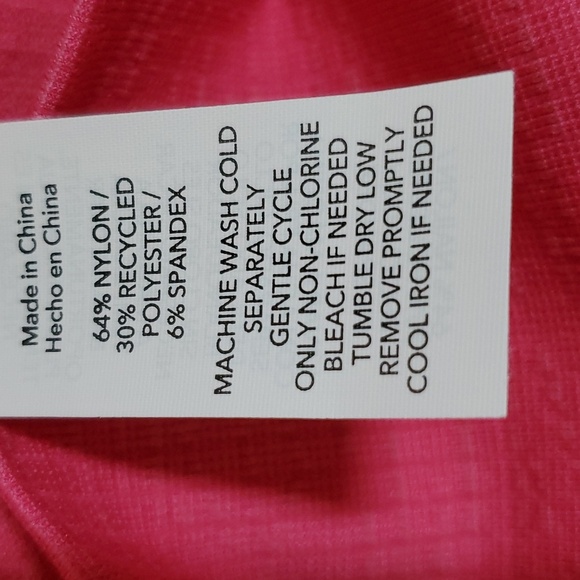 Made in China
Hecho en China
64% NYLON /
30% RECYCLED
POLYESTER /
6% SPANDEX
MACHINE WASH COLD
SEPARATELY
GENTLE CYCLE
ONLY NON-CHLORINE
BLEACH IF NEEDED
TUMBLE DRY LOW
REMOVE PROMPTLY
COOL IRON IF NEEDED